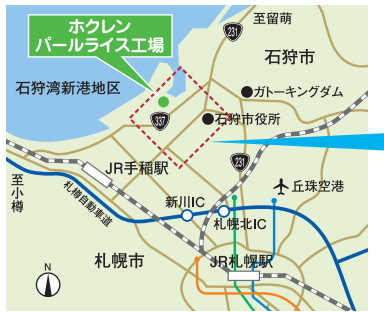 ホクレン
パールライス工場
至留萌
231
石狩市
石狩湾新港地区
ガトーキングダム
337
石狩市役所
JR手稲駅
231
丘珠空港
至小樽
札樽自動車道
新川IC
札幌北IC
札幌市
JR札幌駅
N